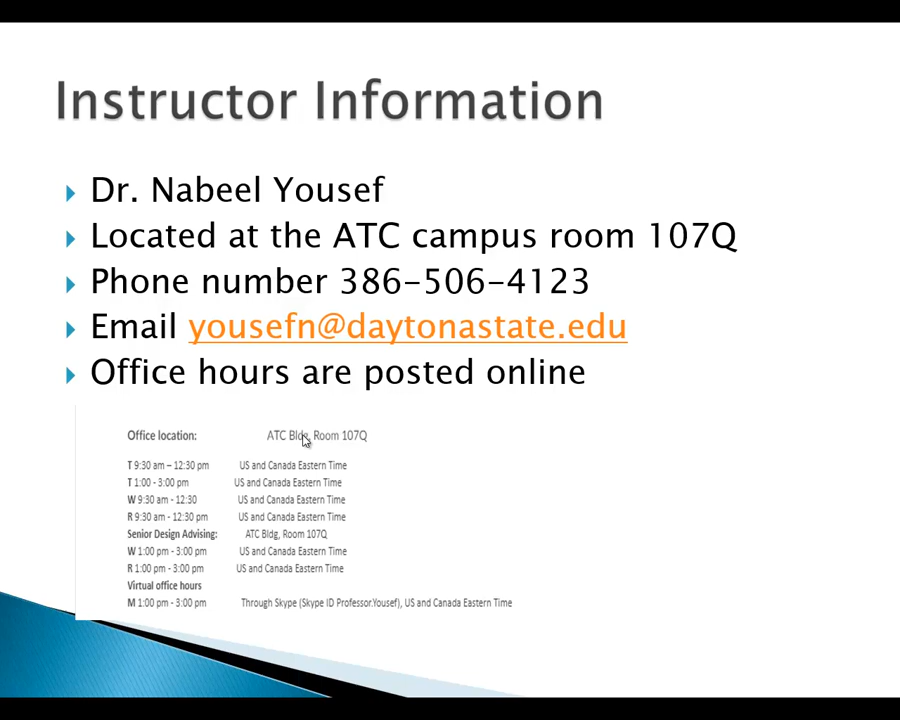 Instructor Information
Dr. Nabeel Yousef
Located at the ATC campus room 107Q
Phone number 386-506-4123
Email yousefn@daytonastate.edu
Office hours are posted online
Office location: ATC Bldg, Room 107Q
T 9:30 am – 12:30 pm US and Canada Eastern Time
T 1:00 - 3:00 pm US and Canada Eastern Time
W 9:30 am - 12:30 US and Canada Eastern Time
R 9:30 am - 12:30 pm US and Canada Eastern Time
Senior Design Advising: ATC Bldg, Room 107Q
W 1:00 pm - 3:00 pm US and Canada Eastern Time
R 1:00 pm - 3:00 pm US and Canada Eastern Time
Virtual office hours
M 1:00 pm - 3:00 pm Through Skype (Skype ID Professor.Yousef), US and Canada Eastern Time